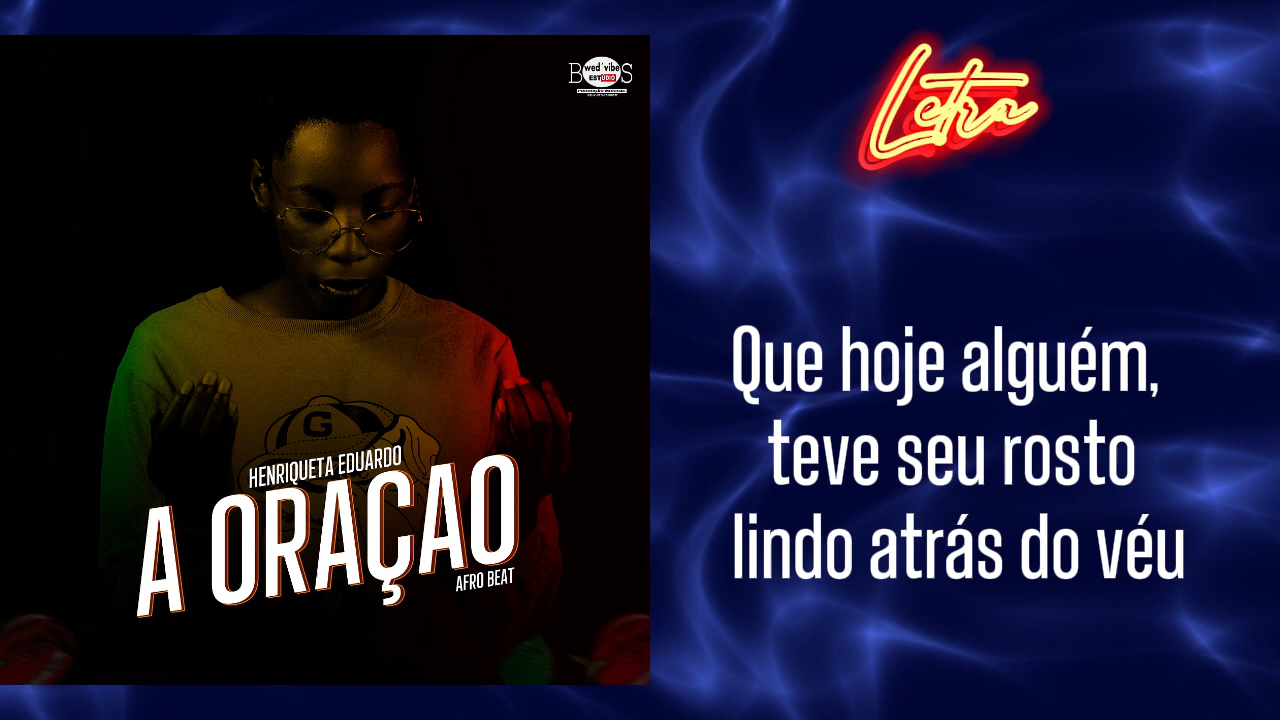 B wed´vibe S
ESTÚDIO
G
HENRIQUETA EDUARDO
A ORAÇAO
AFRO BEAT
Letra
Que hoje alguém,
teve seu rosto
lindo atrás do véu